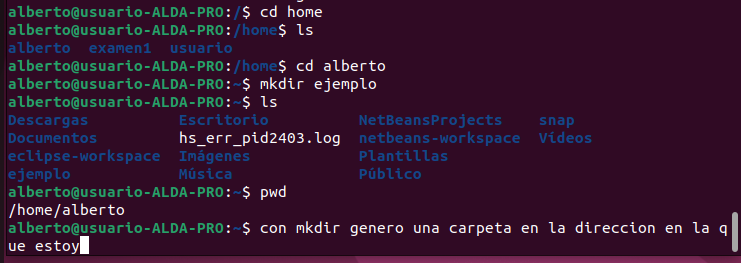 alberto@usuario-ALDA-PRO:/$ cd home
alberto@usuario-ALDA-PRO:/home$ ls
alberto  examen1  usuario
alberto@usuario-ALDA-PRO:/home$ cd alberto
alberto@usuario-ALDA-PRO:~$ mkdir ejemplo
alberto@usuario-ALDA-PRO:~$ ls
Descargas          Escritorio          NetBeansProjects    snap
Documentos         hs_err_pid2403.log  netbeans-workspace  Vídeos
eclipse-workspace  Imágenes            Plantillas
ejemplo            Música              Público
alberto@usuario-ALDA-PRO:~$ pwd
/home/alberto
alberto@usuario-ALDA-PRO:~$ con mkdir genero una carpeta en la direccion en la q
ue estoy